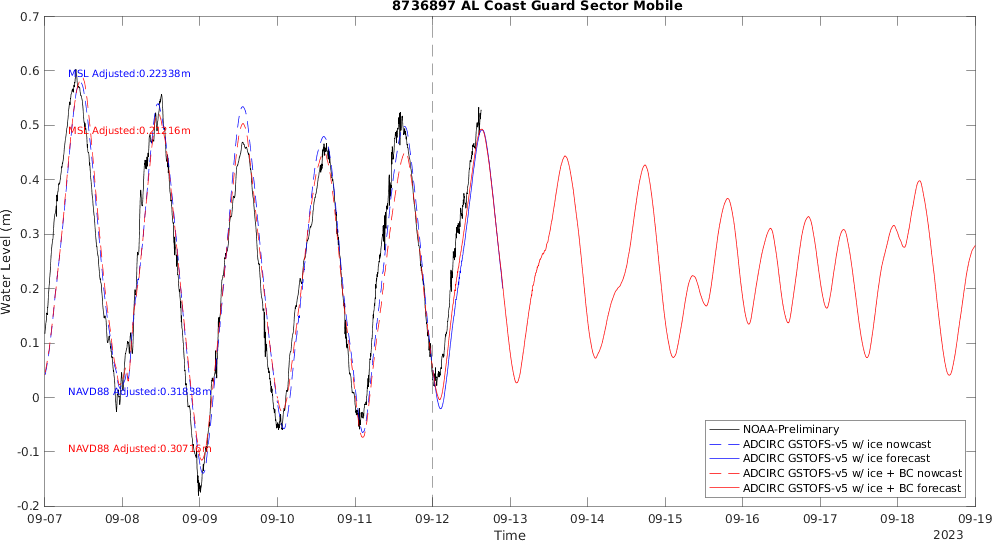 8736897 AL Coast Guard Sector Mobile
0.7
0.6
0.5
0.4
0.3
0.2
0.1
0
-0.1
-0.2
Water Level (m)
MSL Adjusted:0.22338m
MSL Adjusted:0.21216m
NAVD88 Adjusted:0.31838m
NAVD88 Adjusted:0.30716m
NOAA-Preliminary
ADCIRC GSTOFS-v5 w/ ice nowcast
ADCIRC GSTOFS-v5 w/ ice forecast
ADCIRC GSTOFS-v5 w/ ice + BC nowcast
ADCIRC GSTOFS-v5 w/ ice + BC forecast
09-07 09-08 09-09 09-10 09-11 09-12 09-13 09-14 09-15 09-16 09-17 09-18 09-19
Time
2023